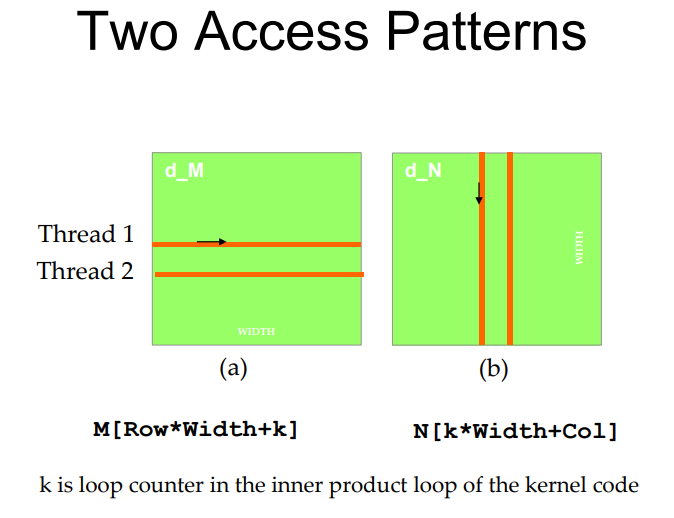 Two Access Patterns
d_M
d_N
Thread 1
Thread 2
WIDTH
WIDTH
(a)
(b)
M[Row*Width+k]
N[k*Width+Col]
k is loop counter in the inner product loop of the kernel code